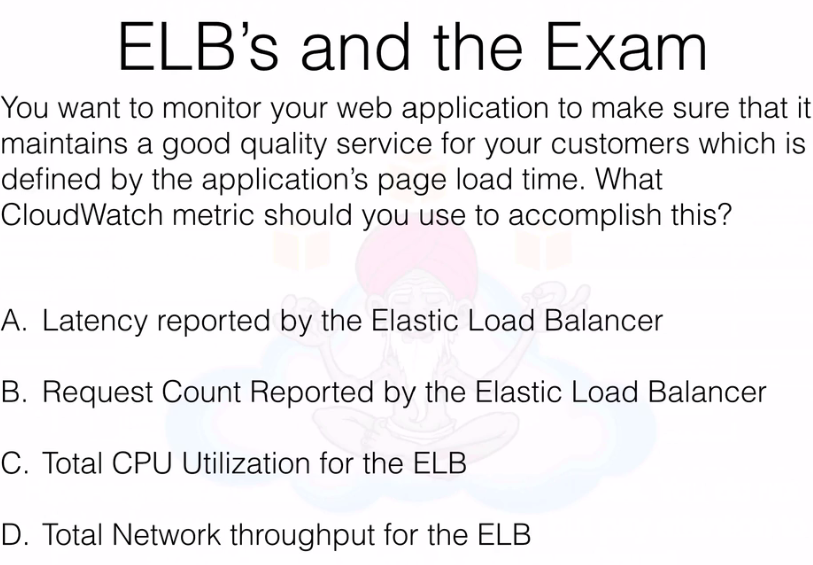 ELB’s and the Exam
You want to monitor your web application to make sure that it
maintains a good quality service for your customers which is
defined by the application’s page load time. What
CloudWatch metric should you use to accomplish this?
A. Latency reported by the Elastic Load Balancer
B. Request Count Reported by the Elastic Load Balancer
C. Total CPU Utilization for the ELB
D. Total Network throughput for the ELB